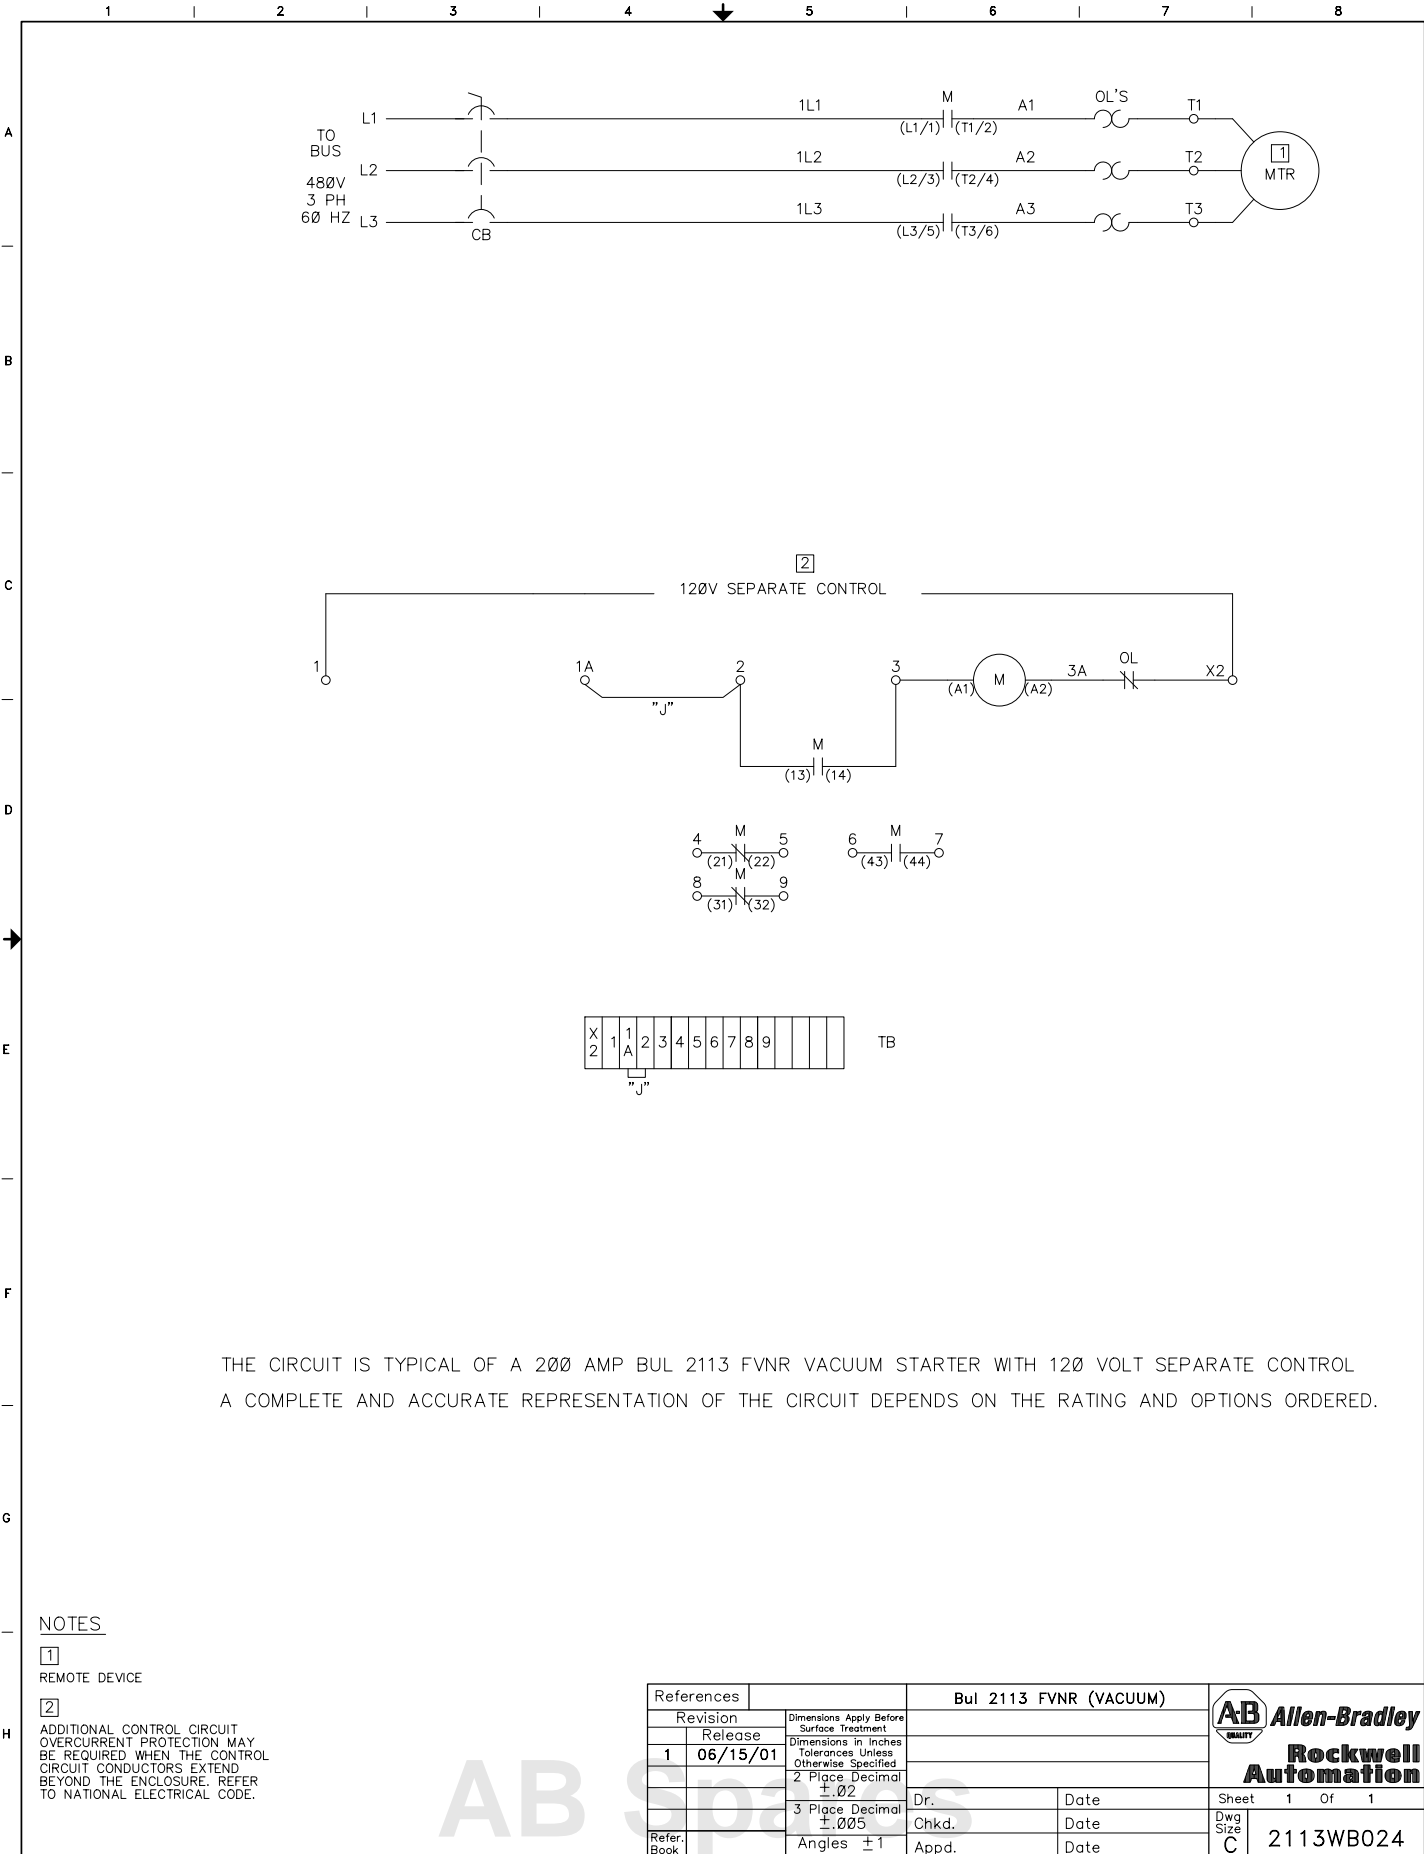 1 2 3 4 5 6 7 8
A
B
C
D
E
F
G
H
TO
BUS
480V
3 PH
60 HZ
L1
L2
L3
CB
1L1
1L2
1L3
M
(L1/1) (T1/2)
(L2/3) (T2/4)
(L3/5) (T3/6)
A1
A2
A3
OL'S
T1
T2
T3
1
MTR
2
120V SEPARATE CONTROL
1
1A
"J"
2
3
(A1) M (A2)
3A
OL
X2
M
(13) (14)
4 M 5
(21) (22)
6 M 7
(43) (44)
8 M 9
(31) (32)
X2 1 1A 2 3 4 5 6 7 8 9
TB
"J"
THE CIRCUIT IS TYPICAL OF A 200 AMP BUL 2113 FVNR VACUUM STARTER WITH 120 VOLT SEPARATE CONTROL
A COMPLETE AND ACCURATE REPRESENTATION OF THE CIRCUIT DEPENDS ON THE RATING AND OPTIONS ORDERED.
NOTES
1
REMOTE DEVICE
2
ADDITIONAL CONTROL CIRCUIT
OVERCURRENT PROTECTION MAY
BE REQUIRED WHEN THE CONTROL
CIRCUIT CONDUCTORS EXTEND
BEYOND THE ENCLOSURE. REFER
TO NATIONAL ELECTRICAL CODE.
AB Spares
References
Revision
Release
1 06/15/01
Refer.
Book
Dimensions Apply Before
Surface Treatment
Dimensions in Inches
Tolerances Unless
Otherwise Specified
2 Place Decimal
±.02
3 Place Decimal
±.005
Angles ±1
Bul 2113 FVNR (VACUUM)
Dr. Date
Chkd. Date
Appd. Date
A-B
QUALITY
Allen-Bradley
Rockwell
Automation
Sheet 1 Of 1
Dwg
Size
C
2113WB024